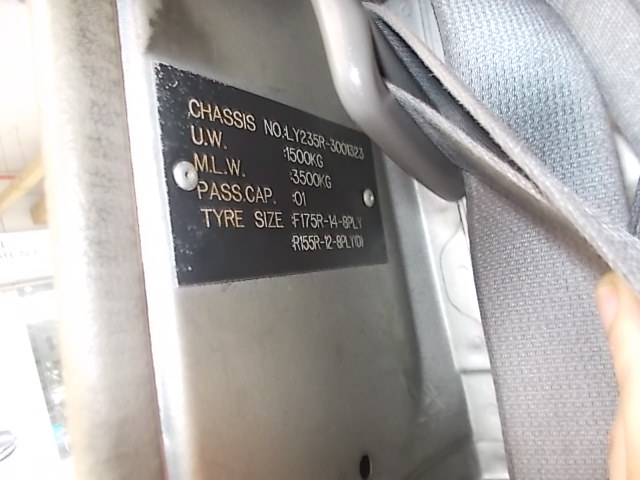 CHASSIS NO.:LY235R-3001323
U.W. :1500KG
M.L.W. :3500KG
PASS.CAP. :01
TYRE SIZE :F175R-14-8PLY
:R155R-12-8PLY(D)